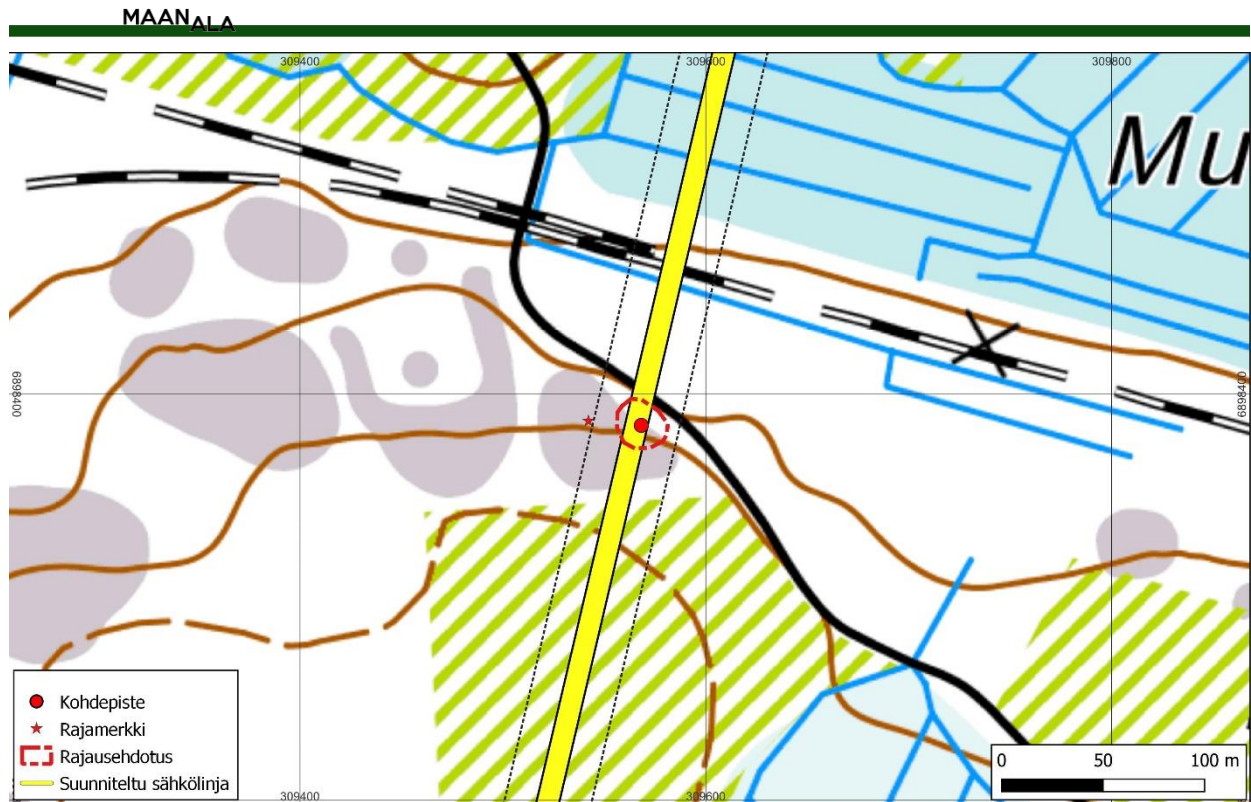 MAANALA
309400 309600 309800
Mu
6898400 6898400
Kohdepiste
Rajamerkki
Rajausehdotus
Suunniteltu sähkölinja
0 50 100 m
309400 309600